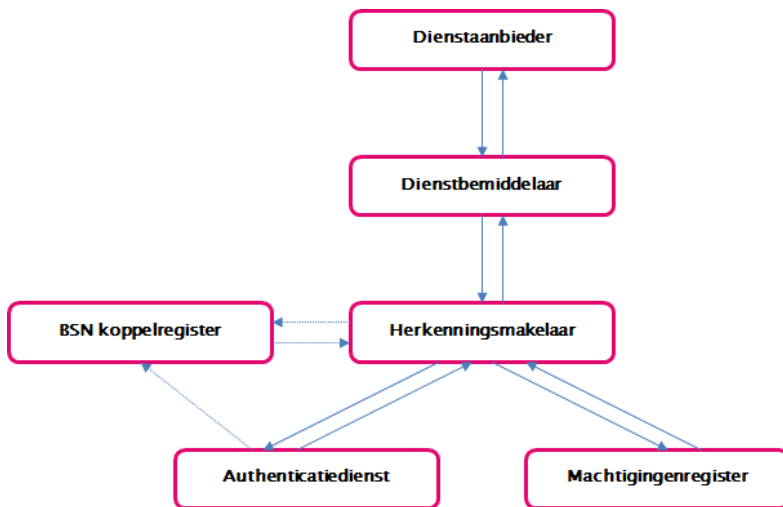 Dienstaanbieder
Dienstbemiddelaar
BSN koppelregister
Herkenningsmakelaar
Authenticatiedienst
Machtigingenregister